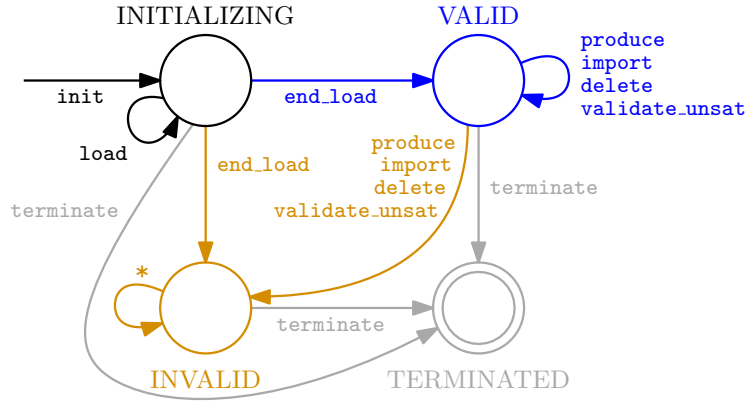 INITIALIZING
VALID
init
load
end_load
produce
import
delete
validate_unsat
end_load
produce
import
delete
validate_unsat
terminate
terminate
*
terminate
INVALID
TERMINATED